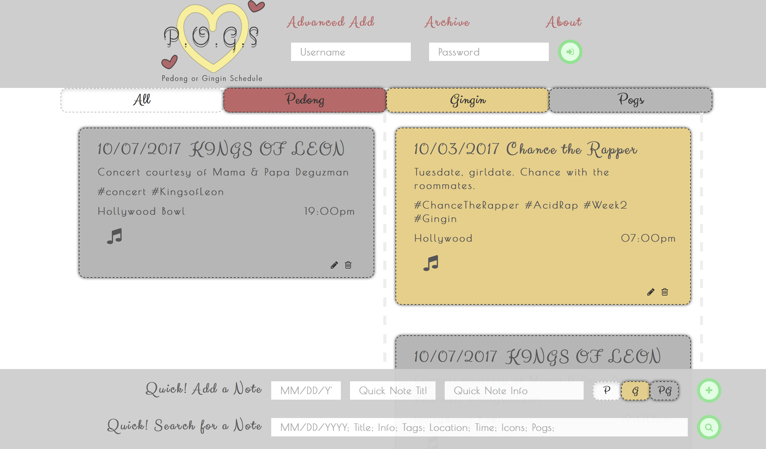 P.O.G.S
Pedong or Gingin Schedule
Advanced Add
Archive
About
Username
Password
All
Pedong
Gingin
Pogs
10/07/2017 KINGS OF LEON
Concert courtesy of Mama & Papa Deguzman
#concert #KingsofLeon
Hollywood Bowl
19:00pm
10/03/2017 Chance the Rapper
Tuesdate, girldate. Chance with the
roommates.
#ChanceTheRapper #AcidRap #Week2
#Gingin
Hollywood
07:00pm
10/07/2017 KINGS OF LEON
Quick! Add a Note
MM/DD/Y
Quick Note Titl
Quick Note Info
P
G
PG
Quick! Search for a Note
MM/DD/YYYY; Title; Info; Tags; Location; Time; Icons; Pogs;